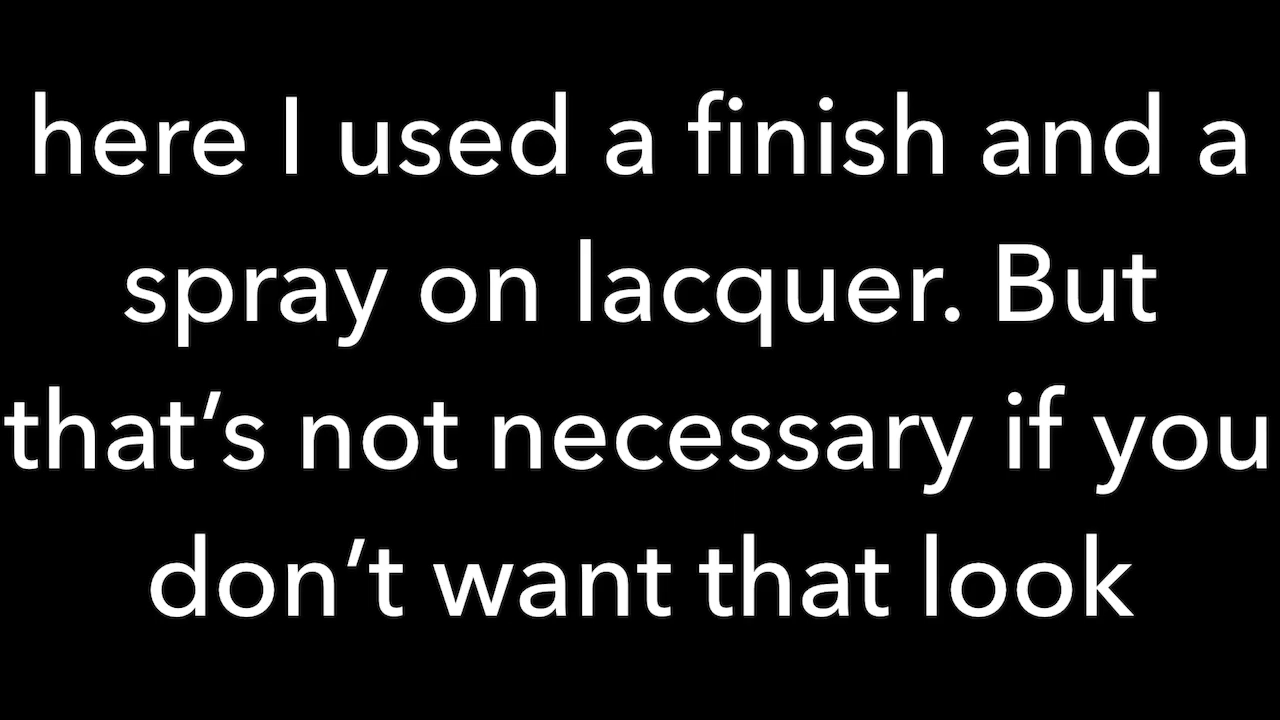 here I used a finish and a
spray on lacquer. But
that’s not necessary if you
don’t want that look